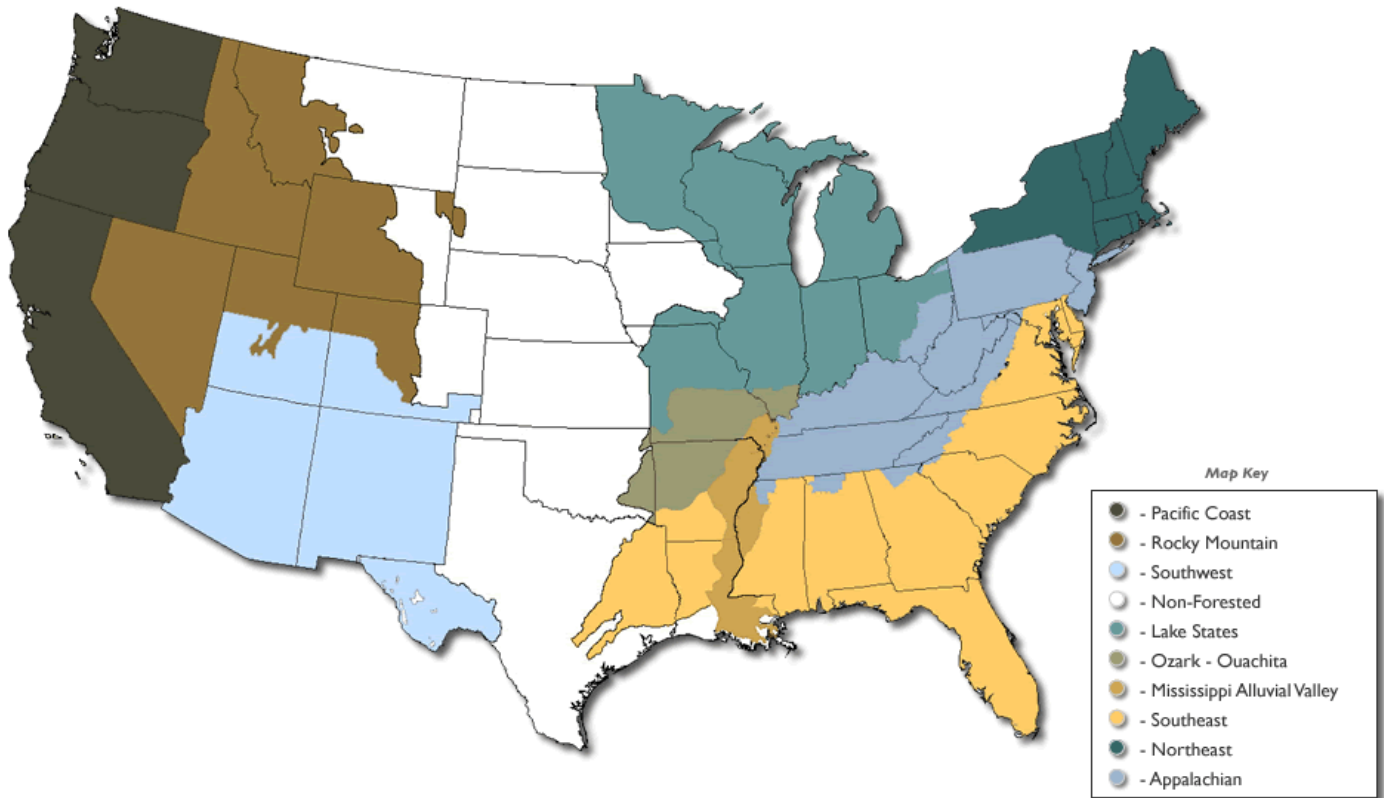 Map Key
- Pacific Coast
- Rocky Mountain
- Southwest
- Non-Forested
- Lake States
- Ozark - Ouachita
- Mississippi Alluvial Valley
- Southeast
- Northeast
- Appalachian